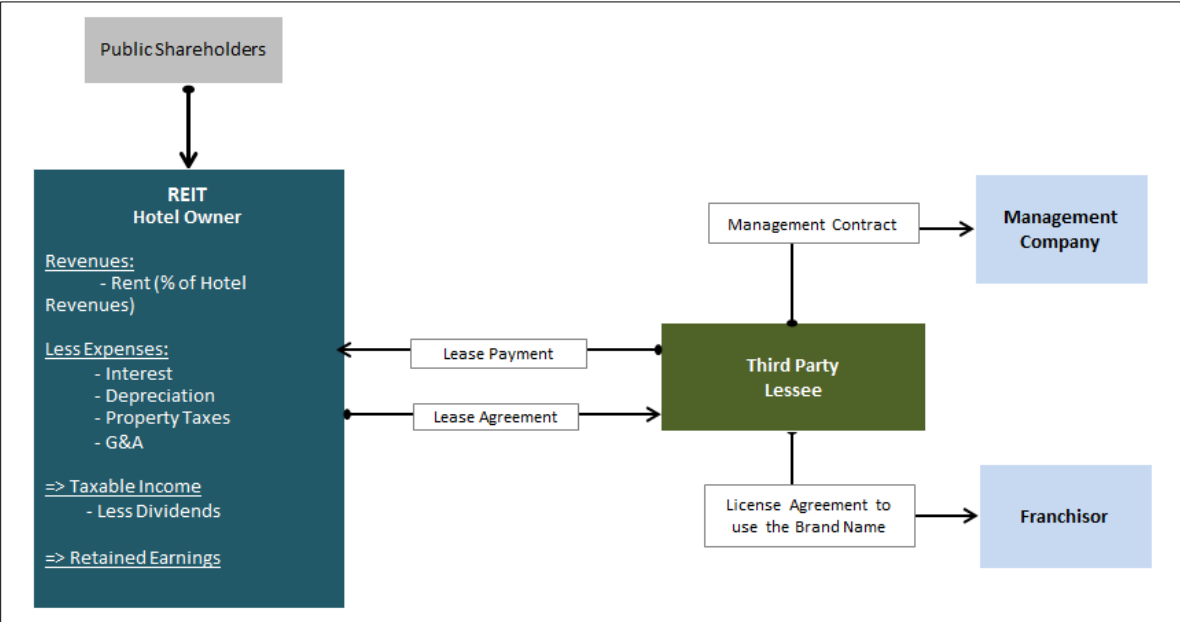 Public Shareholders
REIT
Hotel Owner
Revenues:
- Rent (% of Hotel
Revenues)
Less Expenses:
- Interest
- Depreciation
- Property Taxes
- G&A
=> Taxable Income
- Less Dividends
=> Retained Earnings
Lease Payment
Lease Agreement
Management Contract
Third Party
Lessee
License Agreement to
use the Brand Name
Management
Company
Franchisor